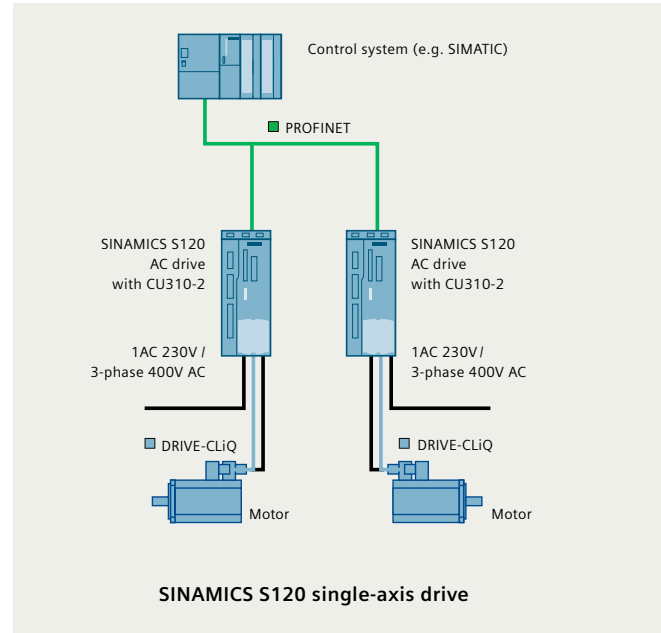 Control system (e.g. SIMATIC)
PROFINET
SINAMICS S120
AC drive
with CU310-2
SINAMICS S120
AC drive
with CU310-2
1AC 230V /
3-phase 400V AC
1AC 230V /
3-phase 400V AC
DRIVE-CLiQ
DRIVE-CLiQ
Motor
Motor
SINAMICS S120 single-axis drive